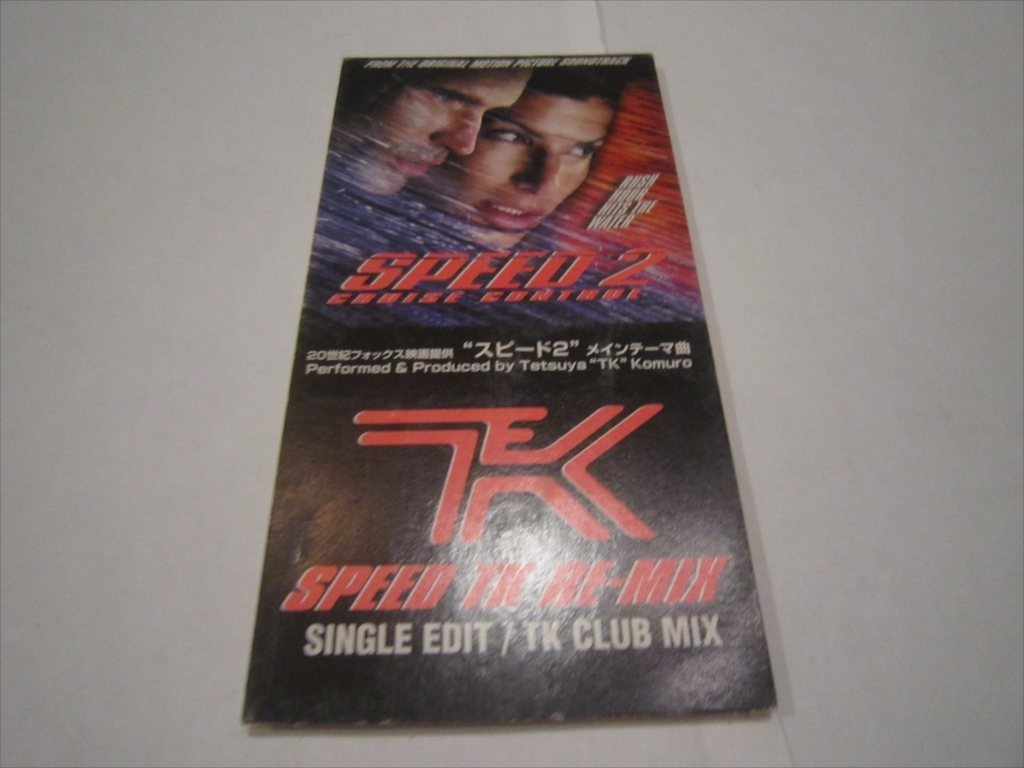 FROM THE ORIGINAL MOTION PICTURE SOUNDTRACK
RUSH
HOUR
HITS THE
WATER
SPEED 2
CRUISE CONTROL
20世紀フォックス映画提供 “スピード2” メインテーマ曲
Performed & Produced by Tetsuya “TK” Komuro
TK
SPEED TK RE-MIX
SINGLE EDIT / TK CLUB MIX